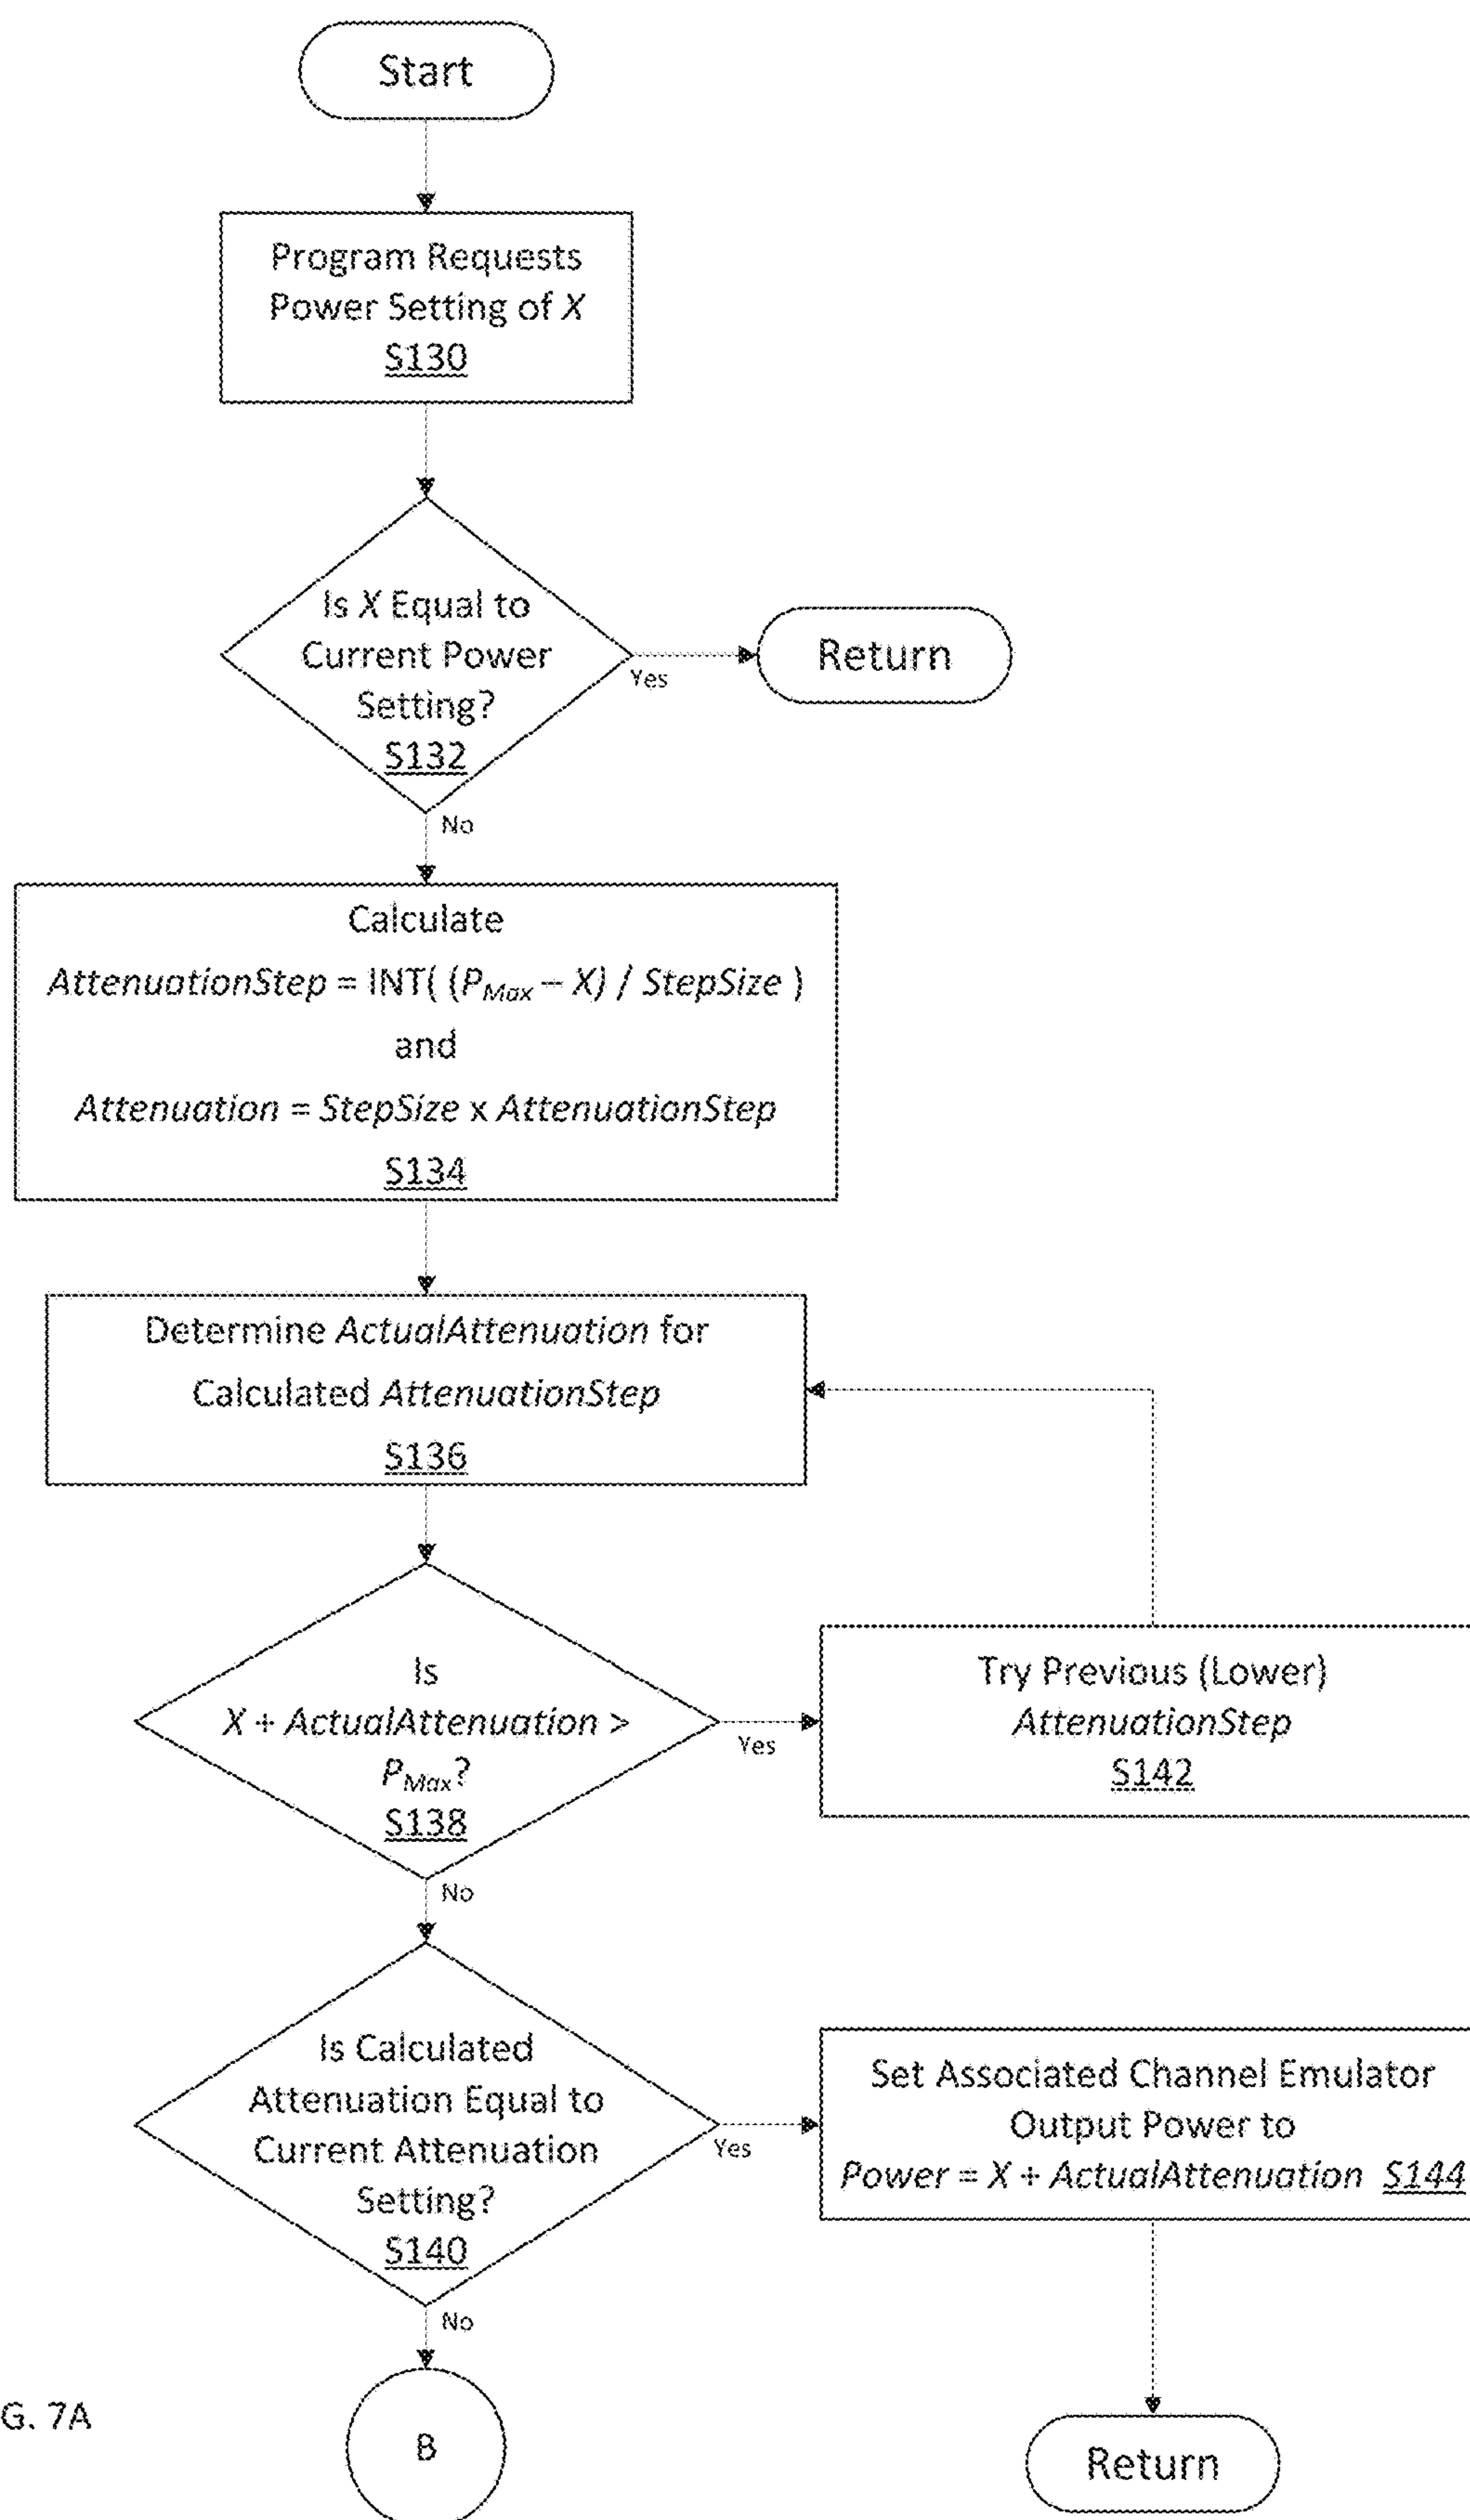 Start
Program Requests
Power Setting of X
S130
Is X Equal to
Current Power
Setting?
S132
Yes
Return
No
Calculate
AttenuationStep = INT( (PMax – X) / StepSize )
and
Attenuation = StepSize x AttenuationStep
S134
Determine ActualAttenuation for
Calculated AttenuationStep
S136
Is
X + ActualAttenuation >
PMax?
S138
Yes
Try Previous (Lower)
AttenuationStep
S142
No
Is Calculated
Attenuation Equal to
Current Attenuation
Setting?
S140
Yes
Set Associated Channel Emulator
Output Power to
Power = X + ActualAttenuation S144
No
G. 7A
B
Return